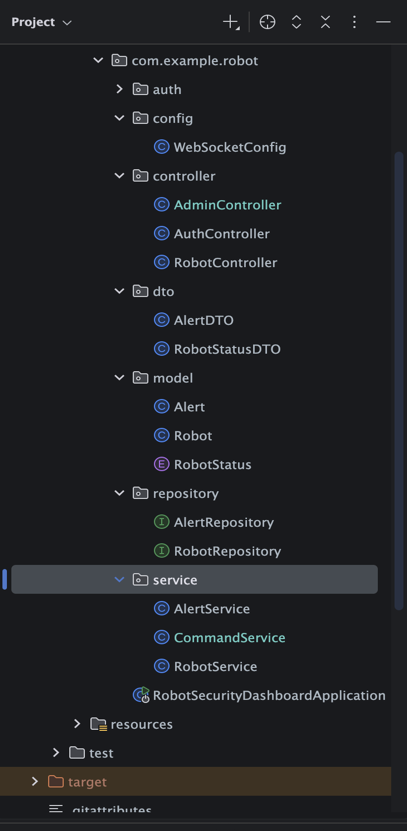 Project
com.example.robot
auth
config
C WebSocketConfig
controller
C AdminController
C AuthController
C RobotController
dto
C AlertDTO
C RobotStatusDTO
model
C Alert
C Robot
E RobotStatus
repository
I AlertRepository
I RobotRepository
service
C AlertService
C CommandService
C RobotService
C RobotSecurityDashboardApplication
resources
test
target
.gitattributes